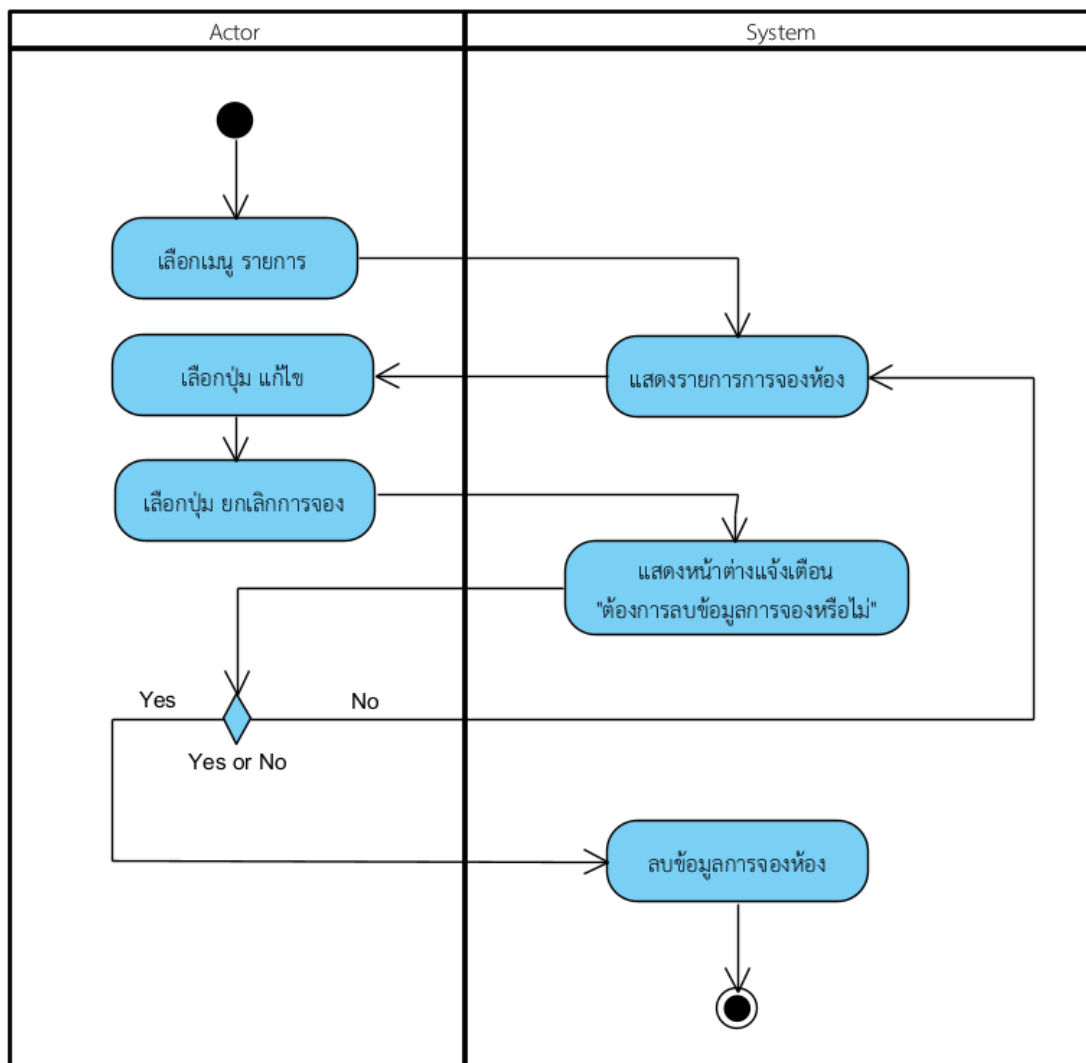 Actor
System
เลือกเมนู รายการ
เลือกปุ่ม แก้ไข
แสดงรายการการจองห้อง
เลือกปุ่ม ยกเลิกการจอง
แสดงหน้าต่างแจ้งเตือน
"ต้องการลบข้อมูลการจองหรือไม่"
Yes
No
Yes or No
ลบข้อมูลการจองห้อง